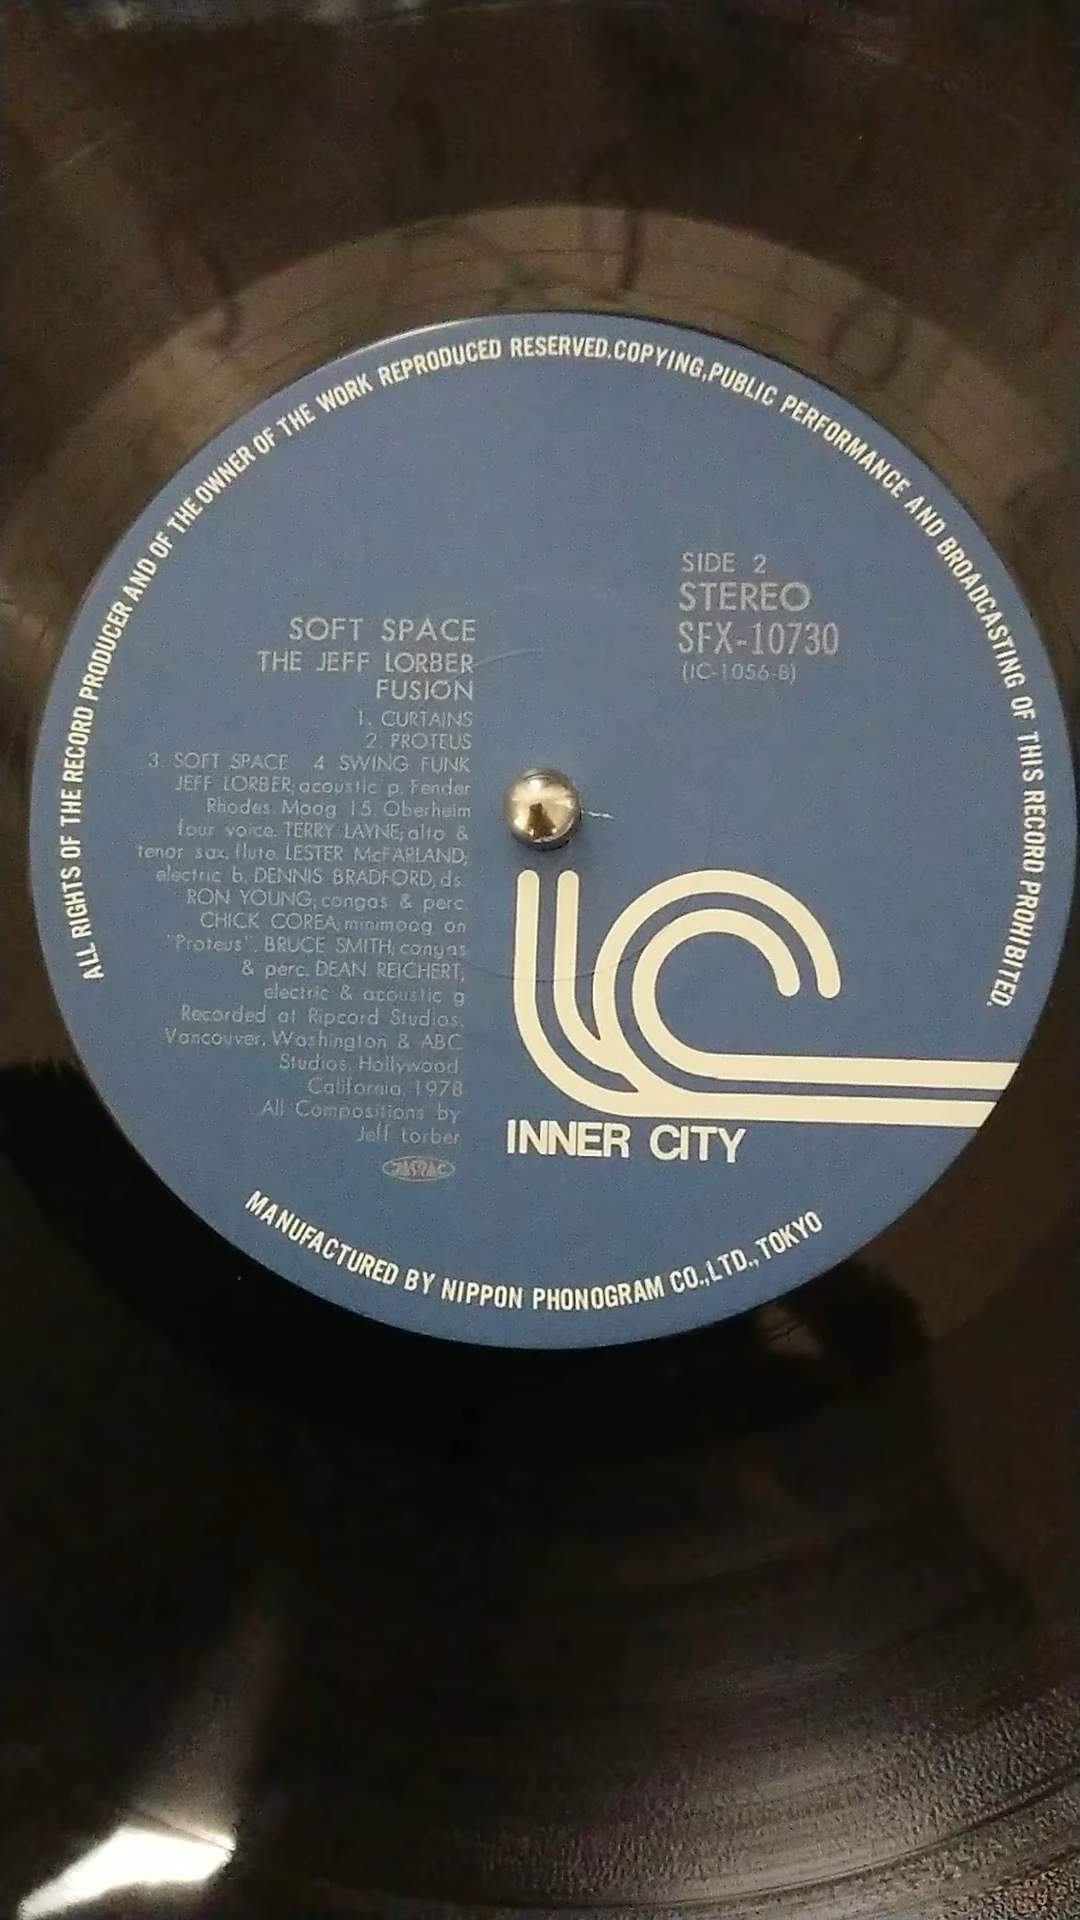 ALL RIGHTS OF THE RECORD PRODUCER AND OF THE OWNER OF THE WORK REPRODUCED RESERVED.COPYING,PUBLIC PERFORMANCE AND BROADCASTING OF THIS RECORD PROHIBITED.
SIDE 2
STEREO
SFX-10730
(IC-1056-B)
SOFT SPACE
THE JEFF LORBER
FUSION
1. CURTAINS
2. PROTEUS
3. SOFT SPACE 4 SWING FUNK
JEFF LORBER; acoustic p. Fender
Rhodes. Moog 15. Oberheim
four voice. TERRY LAYNE; alto &
tenor sax, flute. LESTER McFARLAND;
electric b. DENNIS BRADFORD, ds.
RON YOUNG; congas & perc.
CHICK COREA; minimoog on
"Proteus". BRUCE SMITH; congas
& perc. DEAN REICHERT;
electric & acoustic g
Recorded at Ripcord Studios.
Vancouver, Washington & ABC
Studios, Hollywood
California, 1978
All Compositions by
Jeff Lorber
JASRAC
INNER CITY
MANUFACTURED BY NIPPON PHONOGRAM CO.,LTD., TOKYO